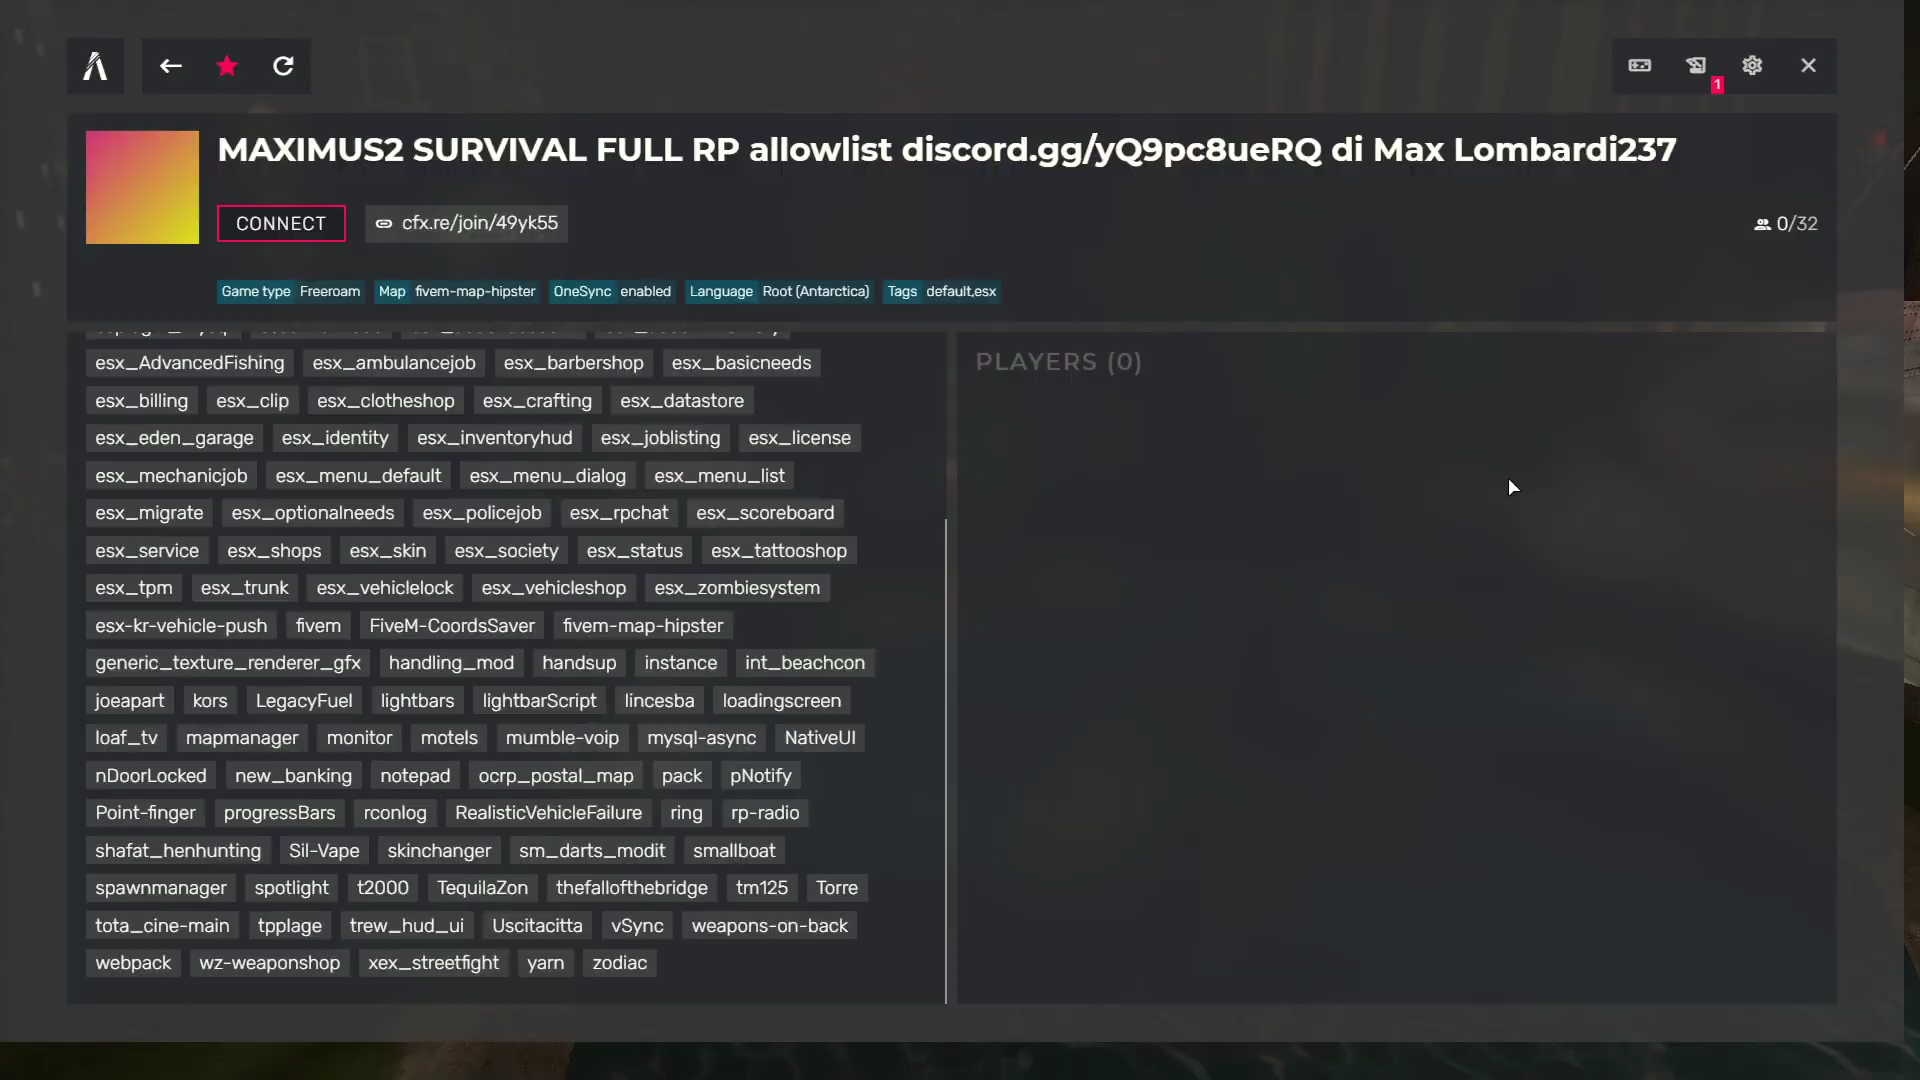 1
MAXIMUS2 SURVIVAL FULL RP allowlist discord.gg/yQ9pc8ueRQ di Max Lombardi237
CONNECT cfx.re/join/49yk55 0/32
Game type Freeroam Map fivem-map-hipster OneSync enabled Language Root (Antarctica) Tags default,esx
esx_AdvancedFishing esx_ambulancejob esx_barbershop esx_basicneeds
esx_billing esx_clip esx_clotheshop esx_crafting esx_datastore
esx_eden_garage esx_identity esx_inventoryhud esx_joblisting esx_license
esx_mechanicjob esx_menu_default esx_menu_dialog esx_menu_list
esx_migrate esx_optionalneeds esx_policejob esx_rpchat esx_scoreboard
esx_service esx_shops esx_skin esx_society esx_status esx_tattooshop
esx_tpm esx_trunk esx_vehiclelock esx_vehicleshop esx_zombiesystem
esx-kr-vehicle-push fivem FiveM-CoordsSaver fivem-map-hipster
generic_texture_renderer_gfx handling_mod handsup instance int_beachcon
joeapart kors LegacyFuel lightbars lightbarScript lincesba loadingscreen
loaf_tv mapmanager monitor motels mumble-voip mysql-async NativeUI
nDoorLocked new_banking notepad ocrp_postal_map pack pNotify
Point-finger progressBars rconlog RealisticVehicleFailure ring rp-radio
shafat_henhunting Sil-Vape skinchanger sm_darts_modit smallboat
spawnmanager spotlight t2000 TequilaZon thefallofthebridge tm125 Torre
tota_cine-main tpplage trew_hud_ui Uscitacitta vSync weapons-on-back
webpack wz-weaponshop xex_streetfight yarn zodiac
PLAYERS (0)